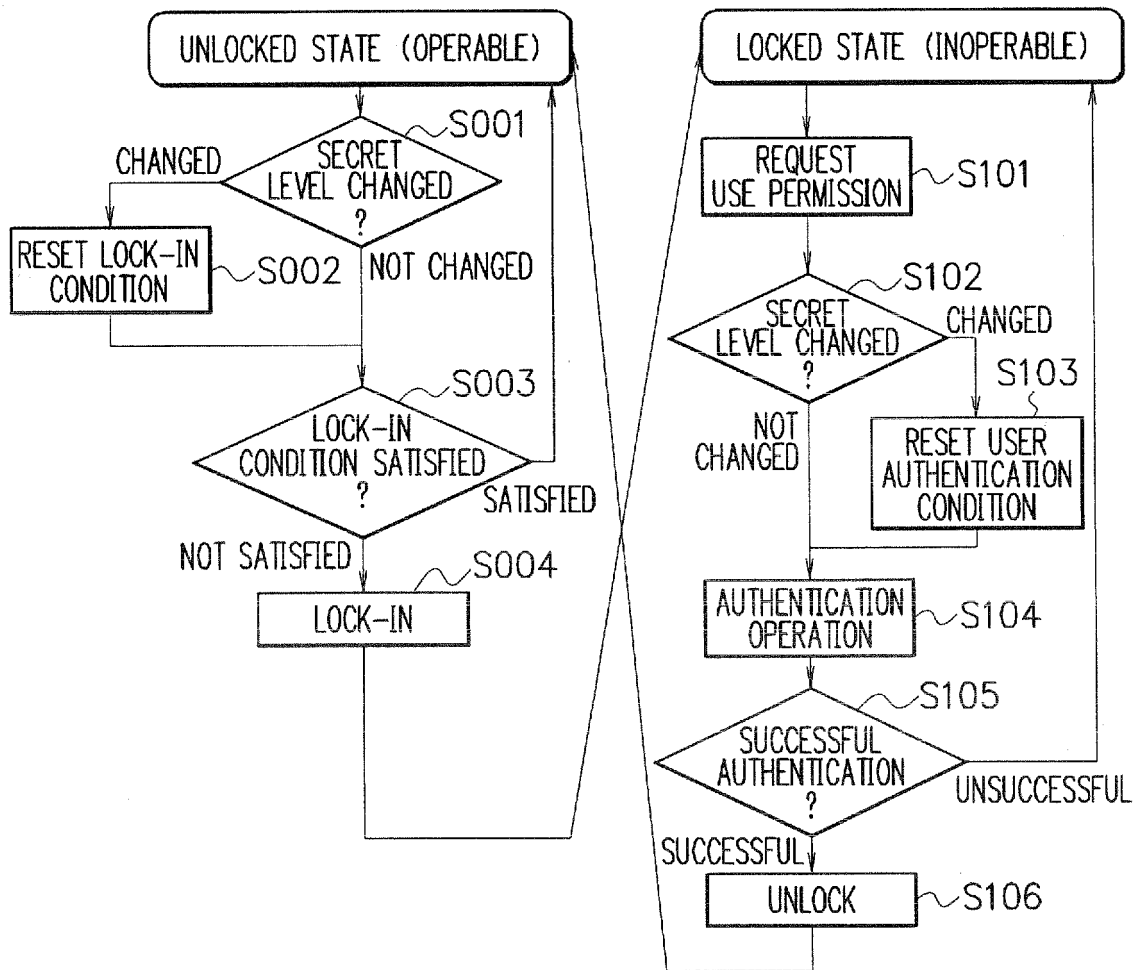 UNLOCKED STATE (OPERABLE)
S001
SECRET
LEVEL CHANGED
?
CHANGED
RESET LOCK-IN
CONDITION
S002
NOT CHANGED
S003
LOCK-IN
CONDITION SATISFIED
?
SATISFIED
NOT SATISFIED
S004
LOCK-IN
LOCKED STATE (INOPERABLE)
REQUEST
USE PERMISSION
S101
S102
SECRET
LEVEL CHANGED
?
CHANGED
S103
NOT
CHANGED
RESET USER
AUTHENTICATION
CONDITION
AUTHENTICATION
OPERATION
S104
S105
SUCCESSFUL
AUTHENTICATION
?
UNSUCCESSFUL
SUCCESSFUL
UNLOCK
S106